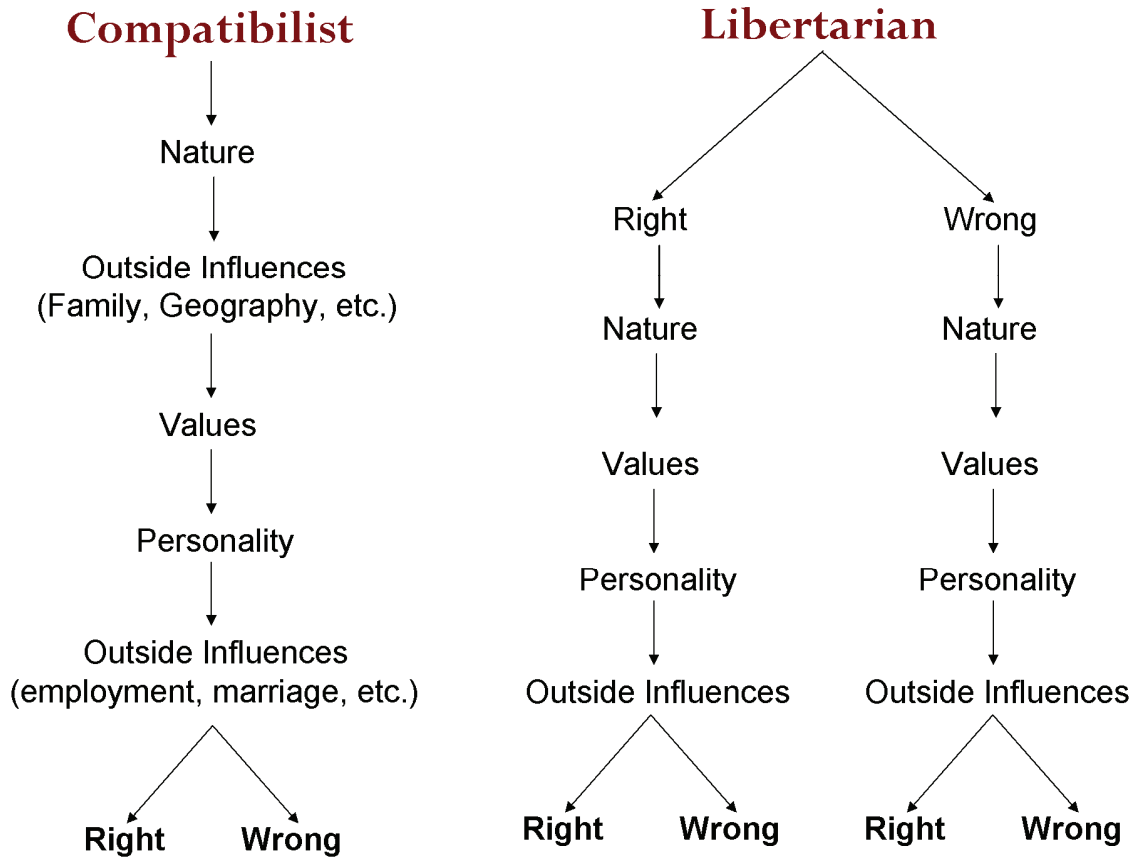 Compatibilist
Nature
Outside Influences
(Family, Geography, etc.)
Values
Personality
Outside Influences
(employment, marriage, etc.)
Right Wrong
Libertarian
Right Wrong
Nature Nature
Values Values
Personality Personality
Outside Influences Outside Influences
Right Wrong Right Wrong